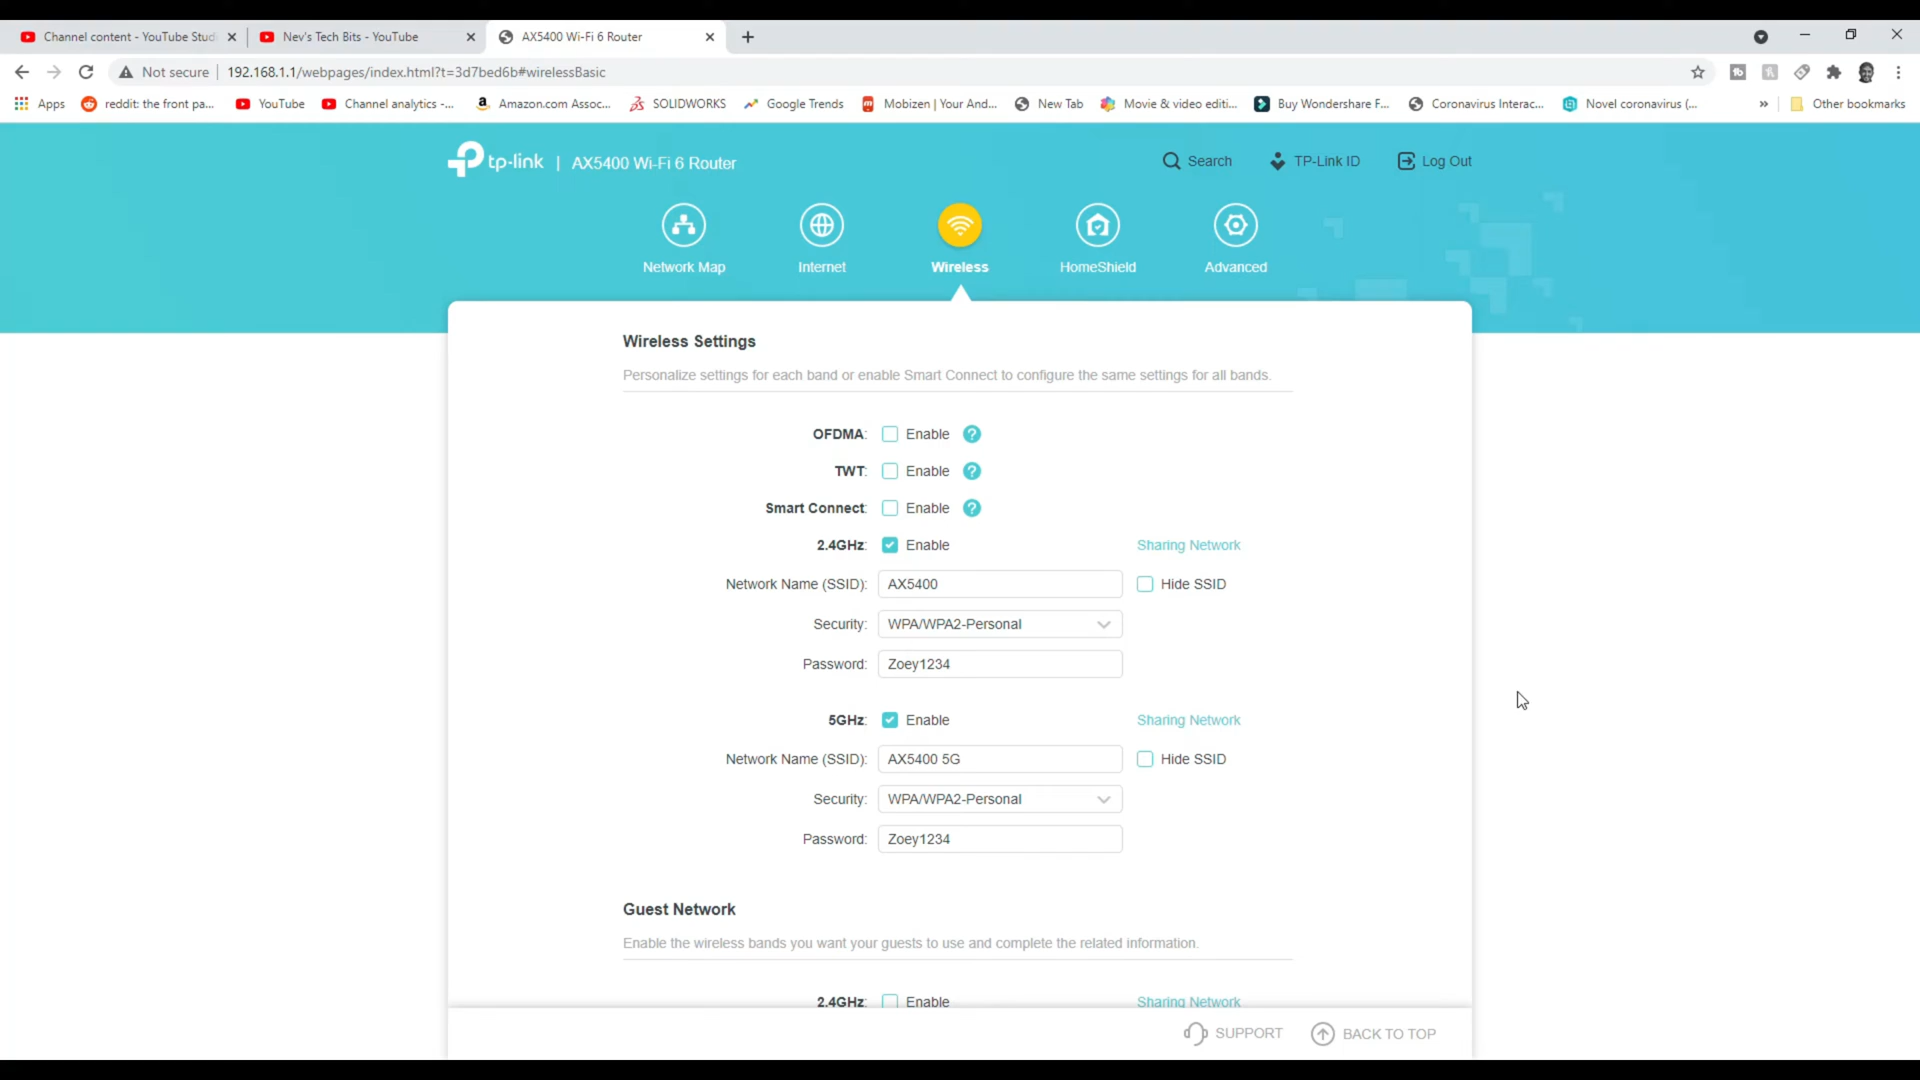 Channel content - YouTube Stud
Nev's Tech Bits - YouTube
AX5400 Wi-Fi 6 Router
Not secure | 192.168.1.1/webpages/index.html?t=3d7bed6b#wirelessBasic
Apps reddit: the front pa... YouTube Channel analytics -... Amazon.com Assoc... SOLIDWORKS Google Trends Mobizen | Your And... New Tab Movie & video editi... Buy Wondershare F... Coronavirus Interac... Novel coronavirus (... » Other bookmarks
tp-link | AX5400 Wi-Fi 6 Router
Search TP-Link ID Log Out
Network Map Internet Wireless HomeShield Advanced
Wireless Settings
Personalize settings for each band or enable Smart Connect to configure the same settings for all bands.
OFDMA: Enable ?
TWT: Enable ?
Smart Connect: Enable ?
2.4GHz: Enable Sharing Network
Network Name (SSID): AX5400 Hide SSID
Security: WPA/WPA2-Personal
Password: Zoey1234
5GHz: Enable Sharing Network
Network Name (SSID): AX5400 5G Hide SSID
Security: WPA/WPA2-Personal
Password: Zoey1234
Guest Network
Enable the wireless bands you want your guests to use and complete the related information.
2.4GHz: Enable Sharing Network
SUPPORT BACK TO TOP